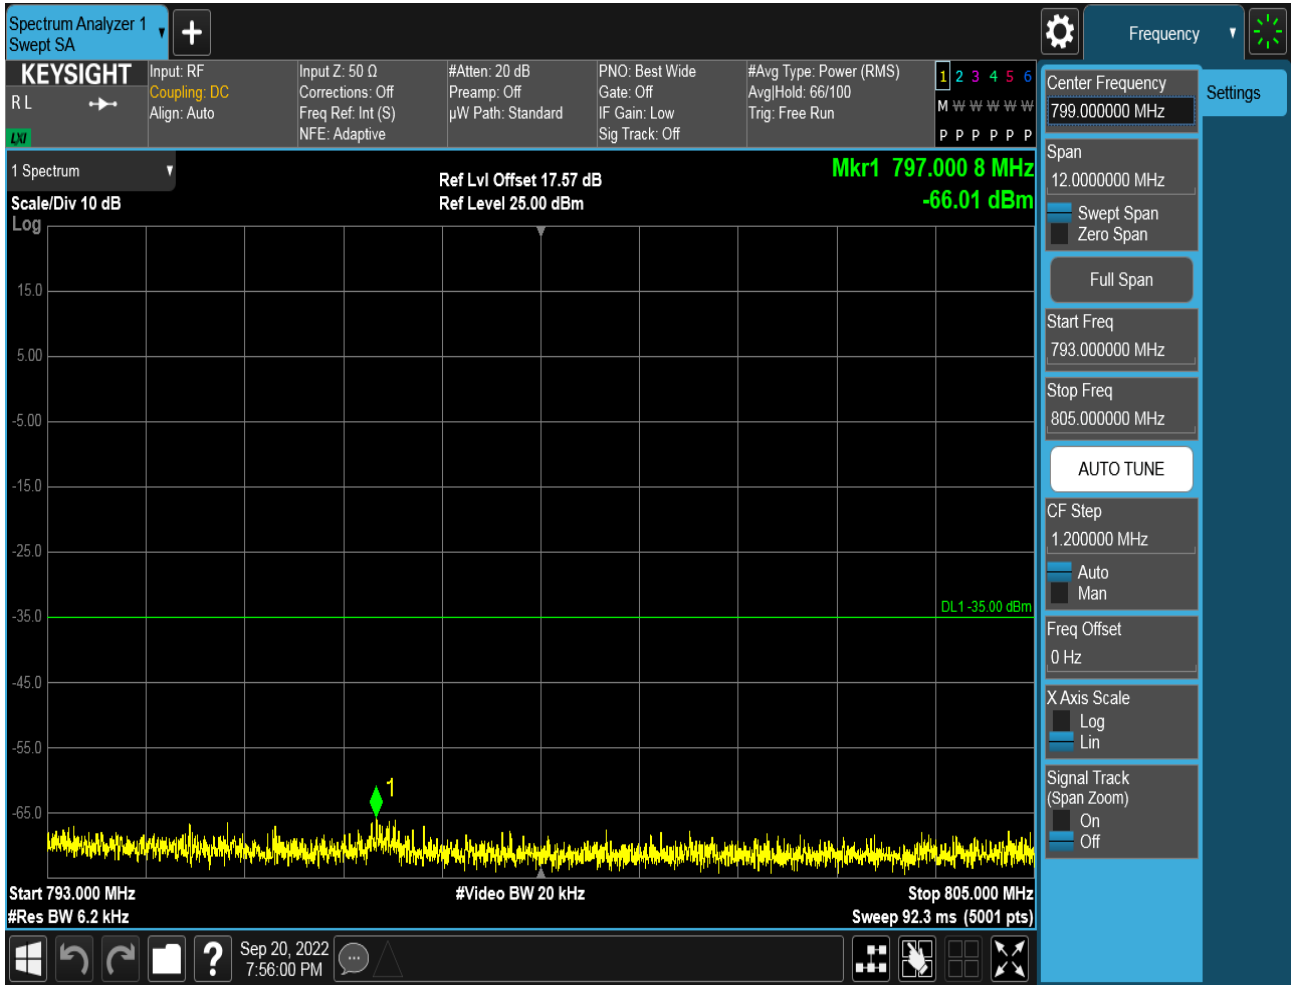 Spectrum Analyzer 1
Swept SA
Frequency
KEYSIGHT
R L
LXI
Input: RF
Coupling: DC
Align: Auto
Input Z: 50 Ω
Corrections: Off
Freq Ref: Int (S)
NFE: Adaptive
#Atten: 20 dB
Preamp: Off
µW Path: Standard
PNO: Best Wide
Gate: Off
IF Gain: Low
Sig Track: Off
#Avg Type: Power (RMS)
Avg|Hold: 66/100
Trig: Free Run
1 2 3 4 5 6
M W W W W W
P P P P P P
1 Spectrum
Scale/Div 10 dB
Log
Ref Lvl Offset 17.57 dB
Ref Level 25.00 dBm
Mkr1 797.000 8 MHz
-66.01 dBm
15.0
5.00
-5.00
-15.0
-25.0
-35.0
DL1 -35.00 dBm
-45.0
-55.0
-65.0
1
Start 793.000 MHz
#Video BW 20 kHz
Stop 805.000 MHz
#Res BW 6.2 kHz
Sweep 92.3 ms (5001 pts)
Center Frequency
799.000000 MHz
Settings
Span
12.0000000 MHz
Swept Span
Zero Span
Full Span
Start Freq
793.000000 MHz
Stop Freq
805.000000 MHz
AUTO TUNE
CF Step
1.200000 MHz
Auto
Man
Freq Offset
0 Hz
X Axis Scale
Log
Lin
Signal Track
(Span Zoom)
On
Off
?
Sep 20, 2022
7:56:00 PM